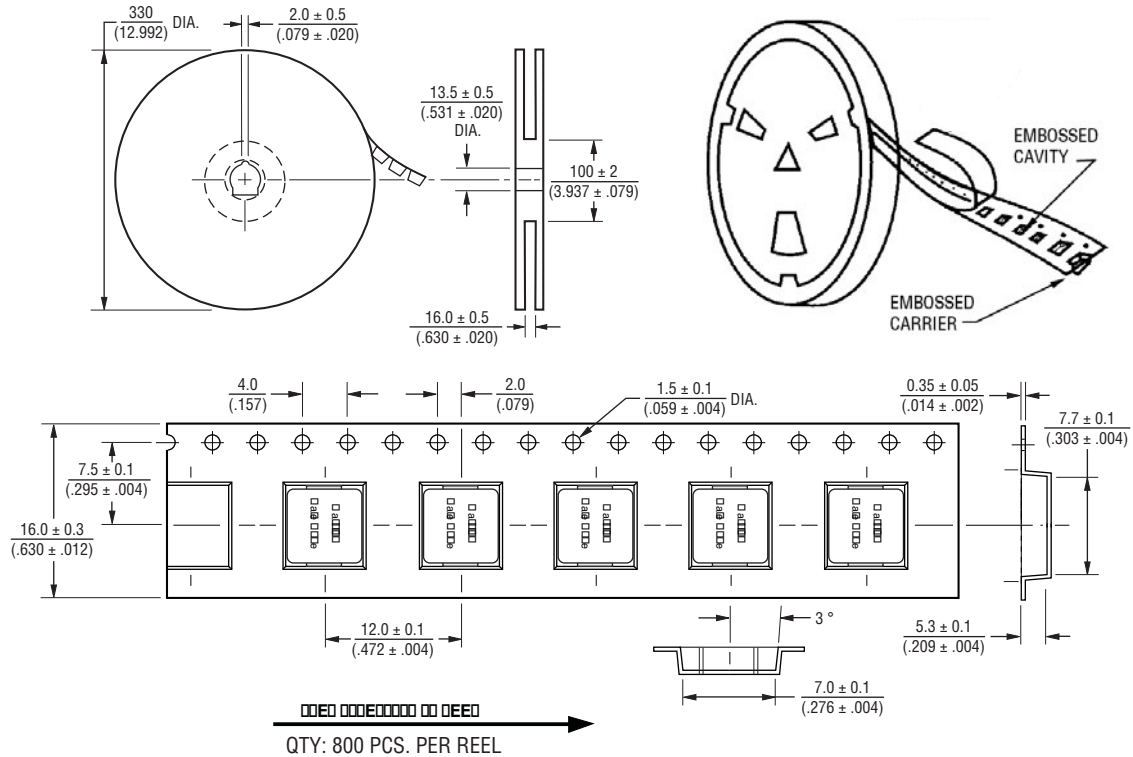 330
(12.992)
DIA.
2.0 ± 0.5
(.079 ± .020)
13.5 ± 0.5
(.531 ± .020)
DIA.
100 ± 2
(3.937 ± .079)
16.0 ± 0.5
(.630 ± .020)
EMBOSSED
CAVITY
EMBOSSED
CARRIER
4.0
(.157)
2.0
(.079)
1.5 ± 0.1
(.059 ± .004)
DIA.
0.35 ± 0.05
(.014 ± .002)
7.7 ± 0.1
(.303 ± .004)
7.5 ± 0.1
(.295 ± .004)
16.0 ± 0.3
(.630 ± .012)
12.0 ± 0.1
(.472 ± .004)
3 °
5.3 ± 0.1
(.209 ± .004)
7.0 ± 0.1
(.276 ± .004)
QTY: 800 PCS. PER REEL